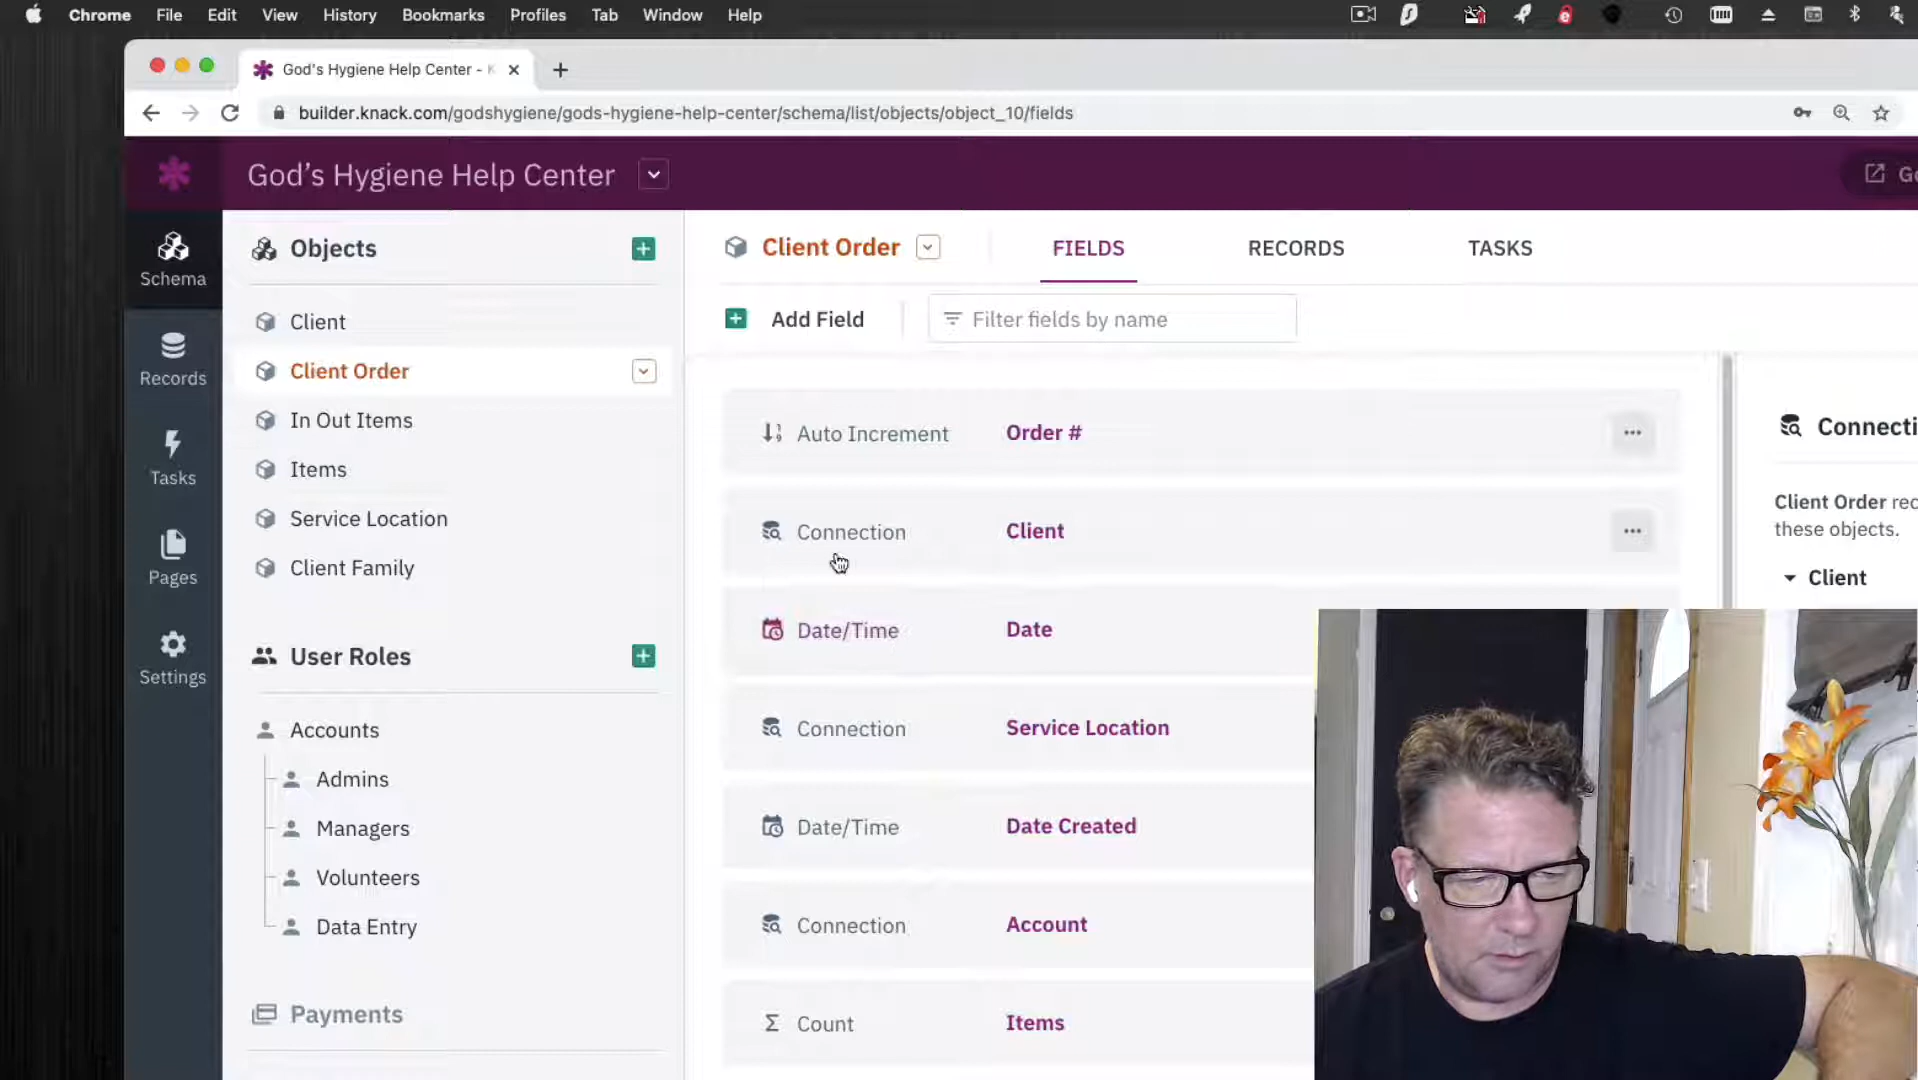 Chrome File Edit View History Bookmarks Profiles Tab Window Help
God's Hygiene Help Center - K
builder.knack.com/godshygiene/gods-hygiene-help-center/schema/list/objects/object_10/fields
God's Hygiene Help Center
Go
Schema
Records
Tasks
Pages
Settings
Objects
Client
Client Order
In Out Items
Items
Service Location
Client Family
User Roles
Accounts
Admins
Managers
Volunteers
Data Entry
Payments
Client Order FIELDS RECORDS TASKS
Add Field Filter fields by name
Auto Increment Order #
Connection Client
Date/Time Date
Connection Service Location
Date/Time Date Created
Connection Account
Count Items
Connecti
Client Order rec
these objects.
Client